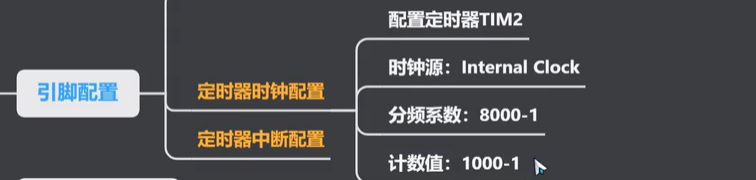 配置定时器TIM2
时钟源：Internal Clock
引脚配置
定时器时钟配置
分频系数：8000-1
定时器中断配置
计数值：1000-1